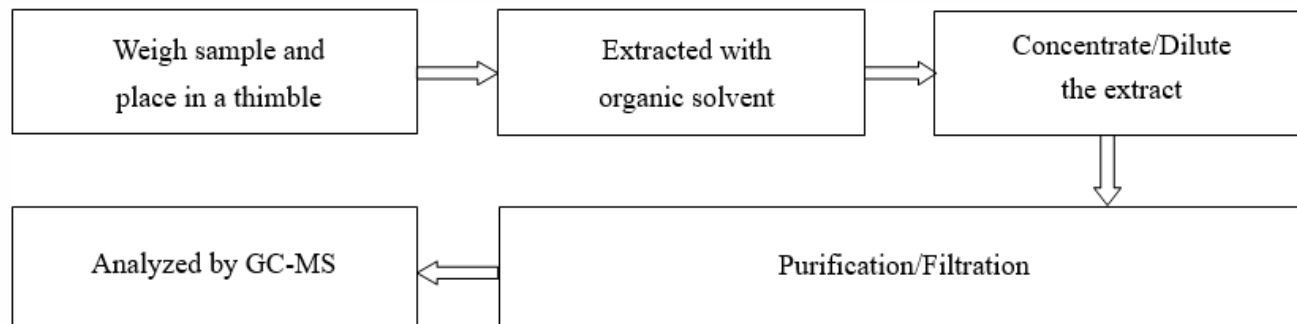 Weigh sample and
place in a thimble
Extracted with
organic solvent
Concentrate/Dilute
the extract
Purification/Filtration
Analyzed by GC-MS